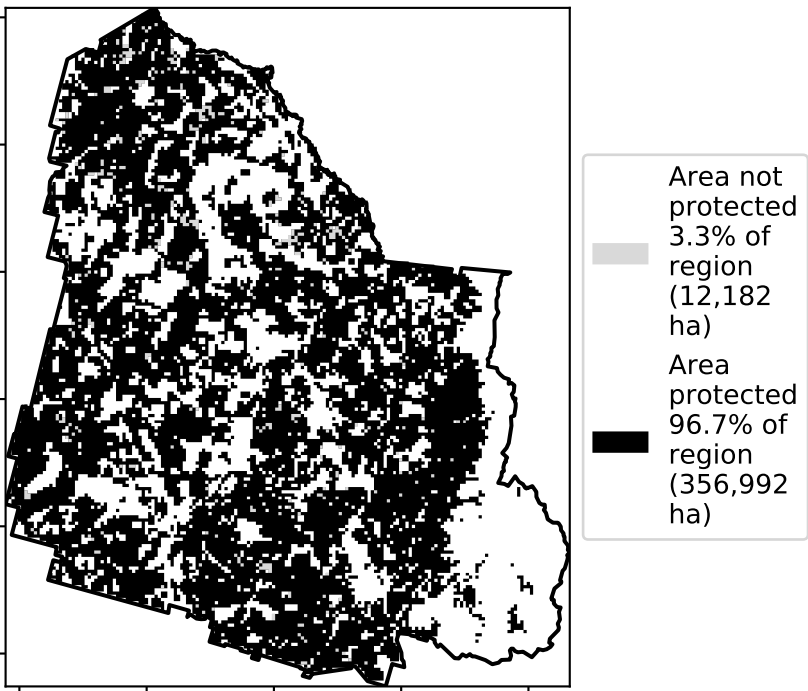 Area not
protected
3.3% of
region
(12,182
ha)
Area
protected
96.7% of
region
(356,992
ha)